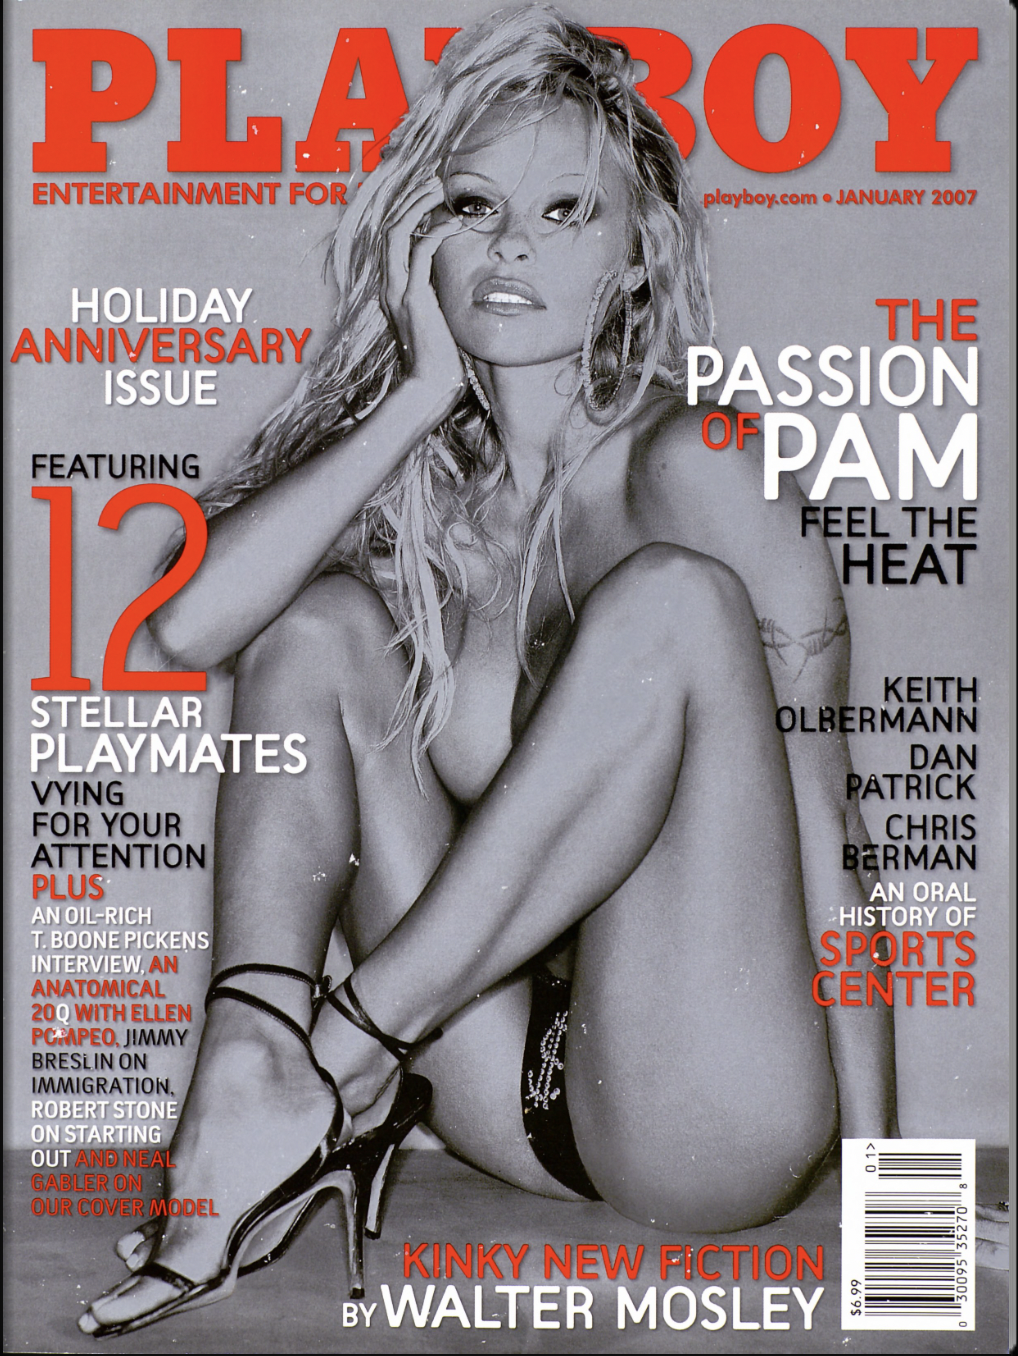 PLAYBOY
ENTERTAINMENT FOR
playboy.com • JANUARY 2007
HOLIDAY
ANNIVERSARY
ISSUE
FEATURING
12
STELLAR
PLAYMATES
VYING
FOR YOUR
ATTENTION
PLUS
AN OIL-RICH
T. BOONE PICKENS
INTERVIEW, AN
ANATOMICAL
20Q WITH ELLEN
POMPEO, JIMMY
BRESLIN ON
IMMIGRATION,
ROBERT STONE
ON STARTING
OUT AND NEAL
GABLER ON
OUR COVER MODEL
THE
PASSION
OF PAM
FEEL THE
HEAT
KEITH
OLBERMANN
DAN
PATRICK
CHRIS
BERMAN
AN ORAL
HISTORY OF
SPORTS
CENTER
KINKY NEW FICTION
BY WALTER MOSLEY
$6.99
01>
0 30095 35270 8